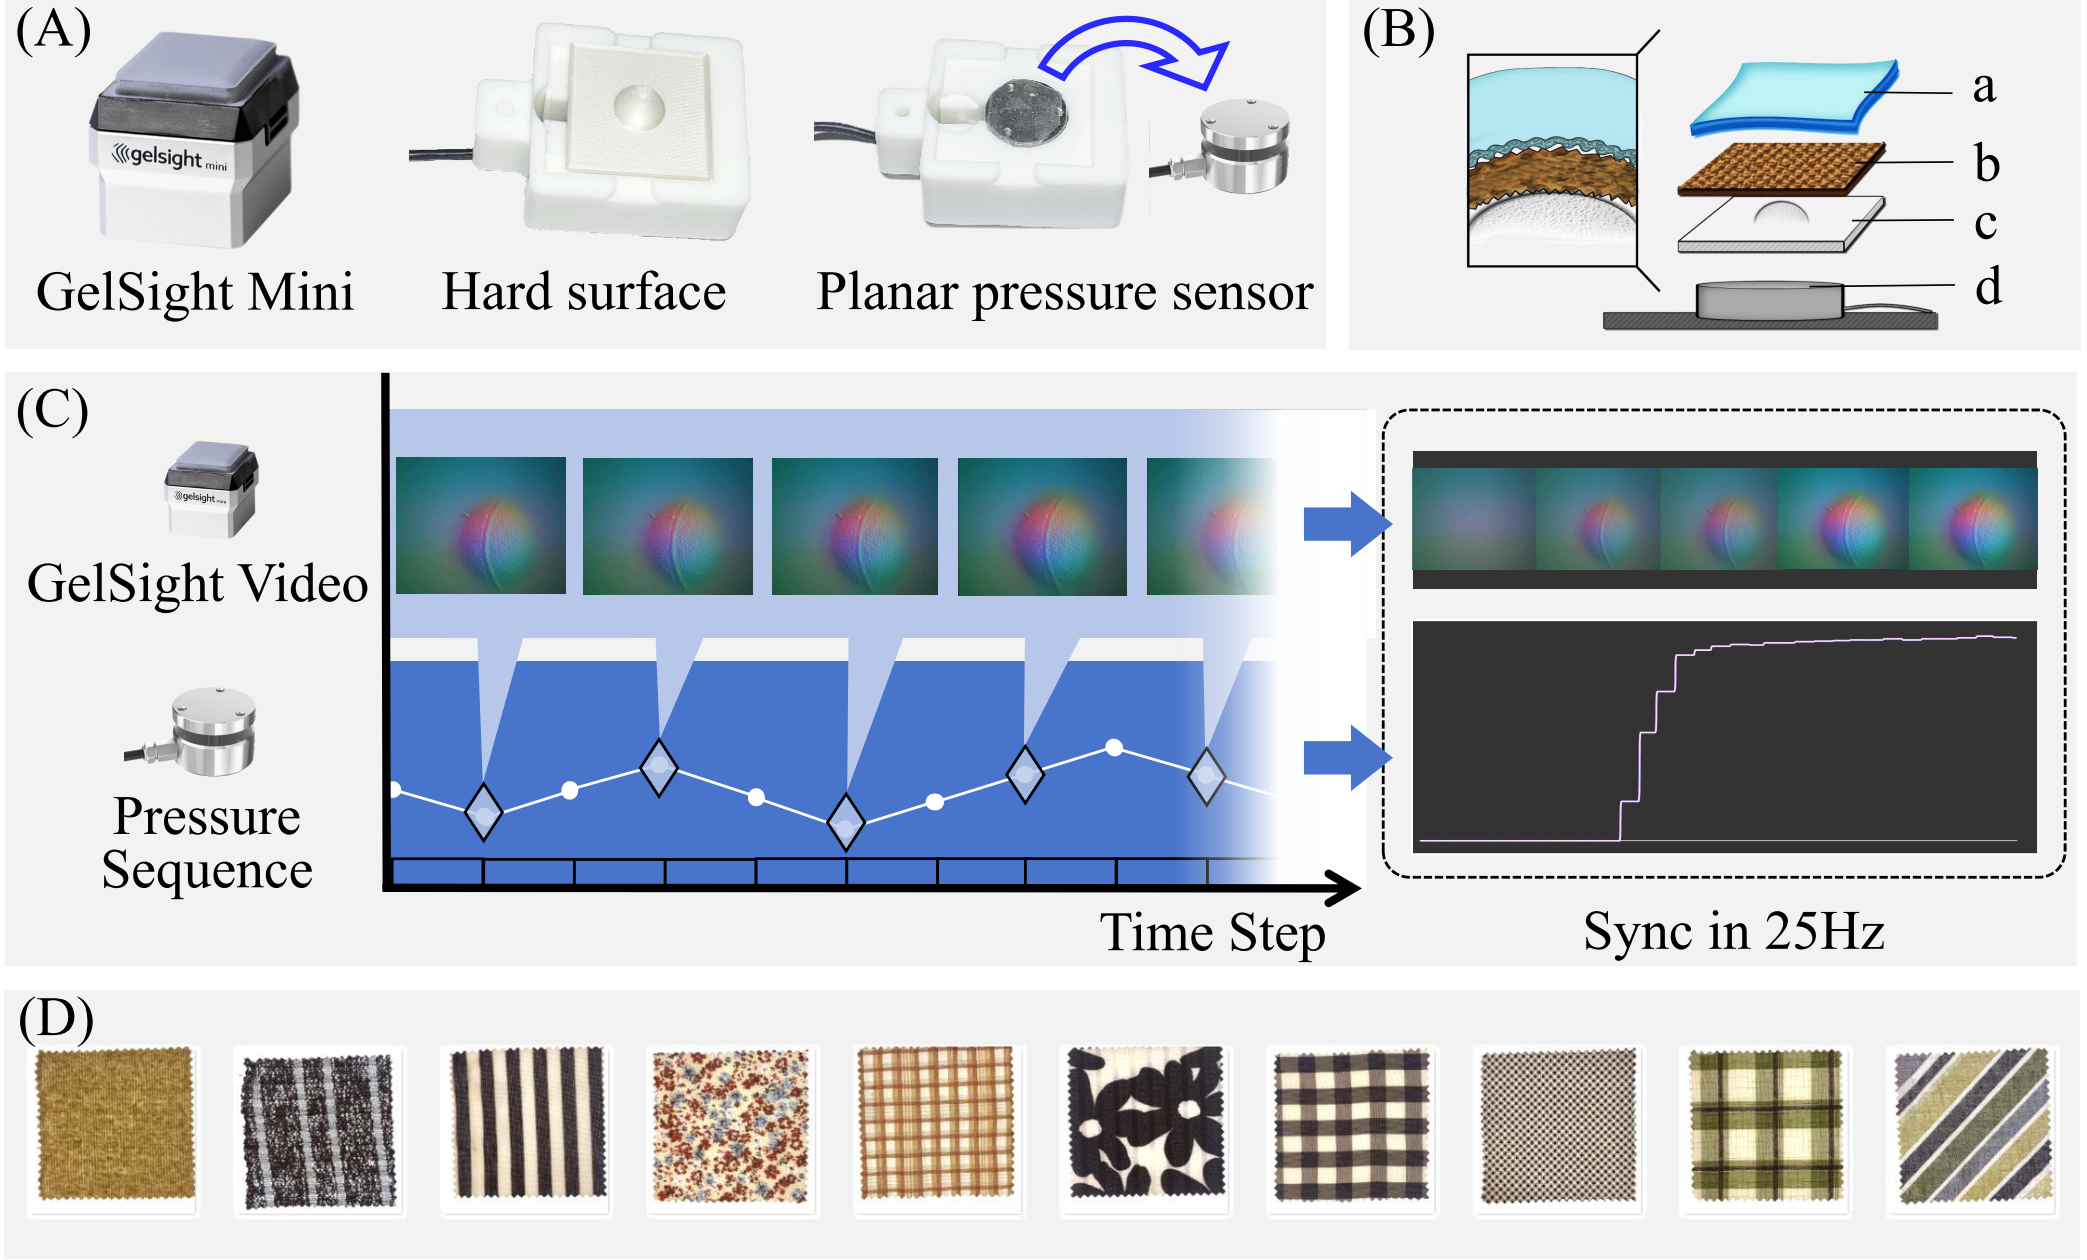 (A)
gelsight mini
GelSight Mini
Hard surface
Planar pressure sensor
(B)
a
b
c
d
(C)
gelsight mini
GelSight Video
Pressure
Sequence
Time Step
Sync in 25Hz
(D)